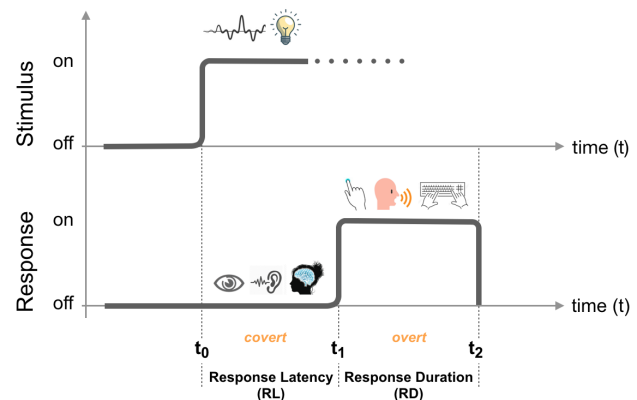 Stimulus
on
off
time (t)
Response
on
off
time (t)
covert
overt
t0
t1
t2
Response Latency
(RL)
Response Duration
(RD)